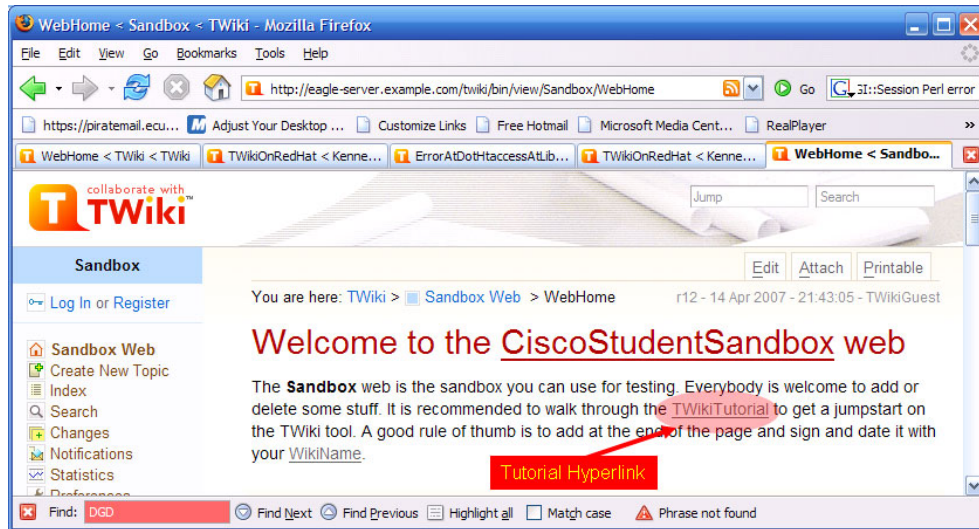 WebHome < Sandbox < TWiki - Mozilla Firefox
File Edit View Go Bookmarks Tools Help
http://eagle-server.example.com/twiki/bin/view/Sandbox/WebHome Go G ::Session Perl error
https://piratemail.ecu... Adjust Your Desktop ... Customize Links Free Hotmail Microsoft Media Cent... RealPlayer »
WebHome < TWiki < TWiki TWikiOnRedHat < Kenne... ErrorAtDotHtaccessAtLib... TWikiOnRedHat < Kenne... WebHome < Sandbo...
collaborate with
TWiki™
Jump Search
Sandbox
Edit Attach Printable
Log In or Register
You are here: TWiki > Sandbox Web > WebHome r12 - 14 Apr 2007 - 21:43:05 - TWikiGuest
Sandbox Web
Create New Topic
Index
Search
Changes
Notifications
Statistics
Preferences
Welcome to the CiscoStudentSandbox web
The Sandbox web is the sandbox you can use for testing. Everybody is welcome to add or
delete some stuff. It is recommended to walk through the TWikiTutorial to get a jumpstart on
the TWiki tool. A good rule of thumb is to add at the end of the page and sign and date it with
your WikiName.
Tutorial Hyperlink
Find: DGD Find Next Find Previous Highlight all Match case Phrase not found